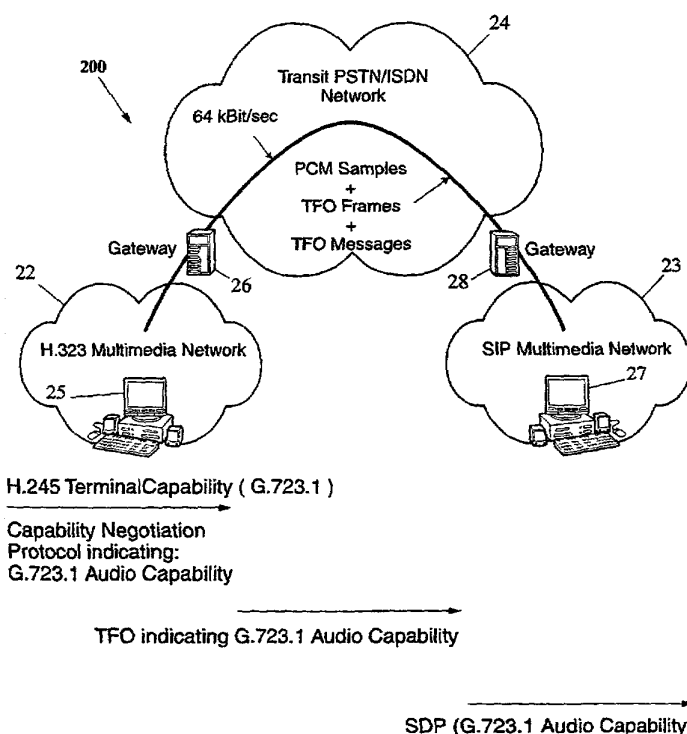 24
200
Transit PSTN/ISDN
Network
64 kBit/sec
PCM Samples
+
TFO Frames
+
TFO Messages
Gateway
26
28
Gateway
22
23
H.323 Multimedia Network
SIP Multimedia Network
25
27
H.245 TerminalCapability ( G.723.1 )
Capability Negotiation
Protocol indicating:
G.723.1 Audio Capability
TFO indicating G.723.1 Audio Capability
SDP (G.723.1 Audio Capability